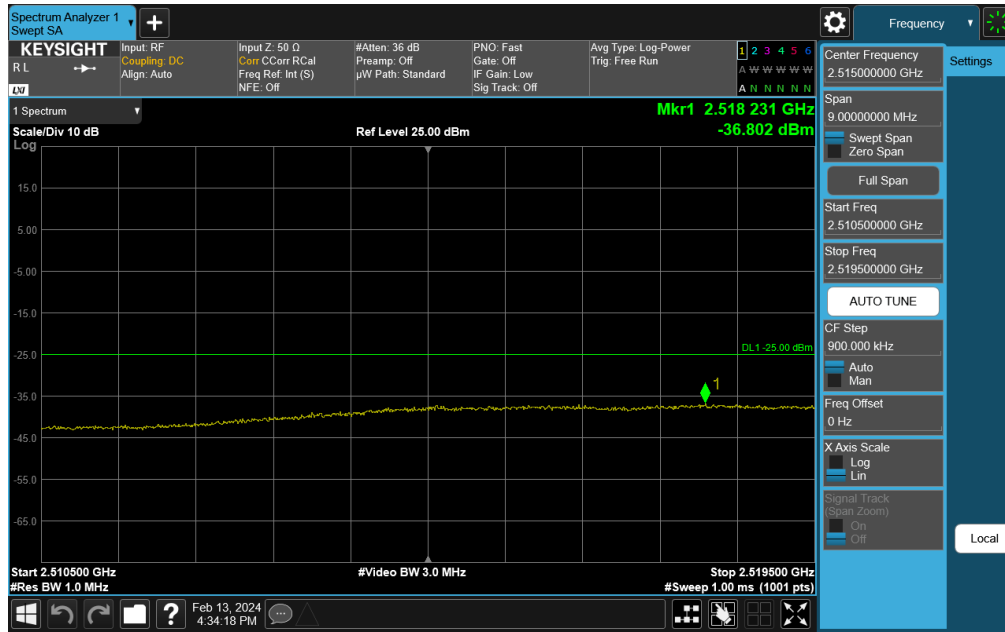 Spectrum Analyzer 1
Swept SA
Frequency
KEYSIGHT
R L
LXI
Input: RF
Coupling: DC
Align: Auto
Input Z: 50 Ω
Corr CCorr RCal
Freq Ref: Int (S)
NFE: Off
#Atten: 36 dB
Preamp: Off
µW Path: Standard
PNO: Fast
Gate: Off
IF Gain: Low
Sig Track: Off
Avg Type: Log-Power
Trig: Free Run
1 2 3 4 5 6
A W W W W W
A N N N N N
1 Spectrum
Scale/Div 10 dB
Log
Ref Level 25.00 dBm
Mkr1 2.518 231 GHz
-36.802 dBm
15.0
5.00
-5.00
-15.0
-25.0
-35.0
-45.0
-55.0
-65.0
DL1 -25.00 dBm
1
Start 2.510500 GHz
#Res BW 1.0 MHz
#Video BW 3.0 MHz
Stop 2.519500 GHz
#Sweep 1.00 ms (1001 pts)
Center Frequency
2.515000000 GHz
Span
9.00000000 MHz
Swept Span
Zero Span
Full Span
Start Freq
2.510500000 GHz
Stop Freq
2.519500000 GHz
AUTO TUNE
CF Step
900.000 kHz
Auto
Man
Freq Offset
0 Hz
X Axis Scale
Log
Lin
Signal Track
(Span Zoom)
On
Off
Settings
Local
?
Feb 13, 2024
4:34:18 PM